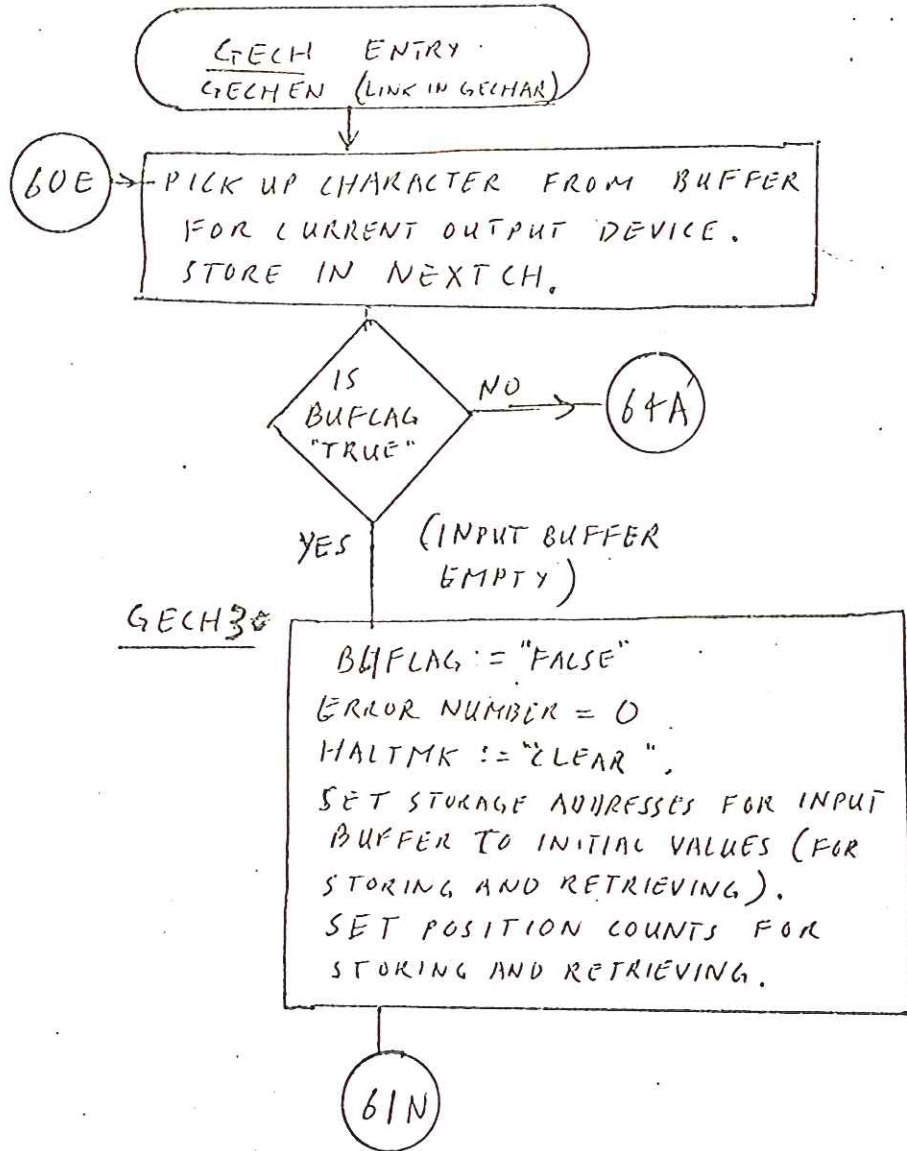 GECH ENTRY
GECHEN (LINK IN GECHAR)
60E
PICK UP CHARACTER FROM BUFFER
FOR CURRENT OUTPUT DEVICE.
STORE IN NEXTCH.
IS
BUFLAG
"TRUE"
NO
64A
YES
(INPUT BUFFER
EMPTY)
GECH30
BUFLAG := "FALSE"
ERROR NUMBER = 0
HALTMK := "CLEAR".
SET STORAGE ADDRESSES FOR INPUT
BUFFER TO INITIAL VALUES (FOR
STORING AND RETRIEVING).
SET POSITION COUNTS FOR
STORING AND RETRIEVING.
61N